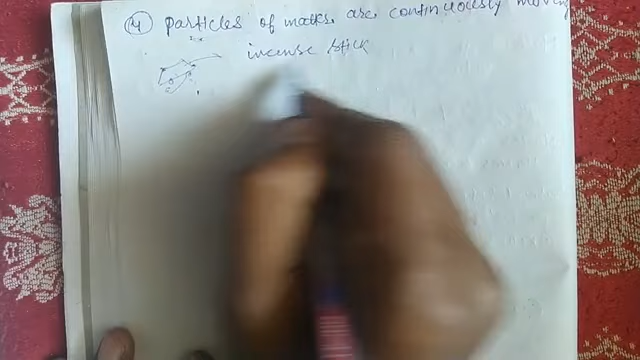 (4) Particles of matter are continuously moving
incense stick